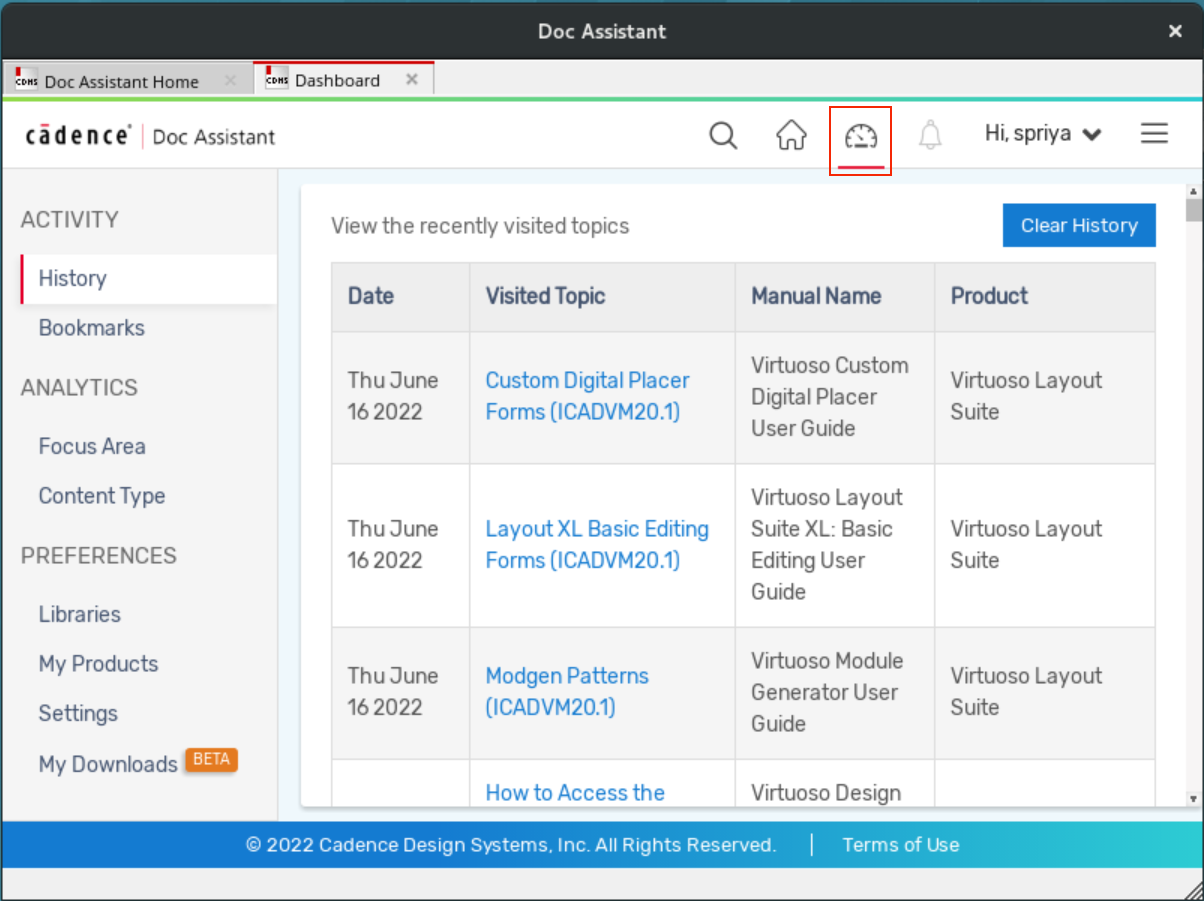 Doc Assistant
CDMS Doc Assistant Home
CDMS Dashboard
cādence® Doc Assistant
Hi, spriya
ACTIVITY
History
Bookmarks
ANALYTICS
Focus Area
Content Type
PREFERENCES
Libraries
My Products
Settings
My Downloads BETA
View the recently visited topics
Clear History
Date Visited Topic Manual Name Product
Thu June
16 2022
Custom Digital Placer
Forms (ICADVM20.1)
Virtuoso Custom
Digital Placer
User Guide
Virtuoso Layout
Suite
Thu June
16 2022
Layout XL Basic Editing
Forms (ICADVM20.1)
Virtuoso Layout
Suite XL: Basic
Editing User
Guide
Virtuoso Layout
Suite
Thu June
16 2022
Modgen Patterns
(ICADVM20.1)
Virtuoso Module
Generator User
Guide
Virtuoso Layout
Suite
How to Access the
Virtuoso Design
© 2022 Cadence Design Systems, Inc. All Rights Reserved. | Terms of Use